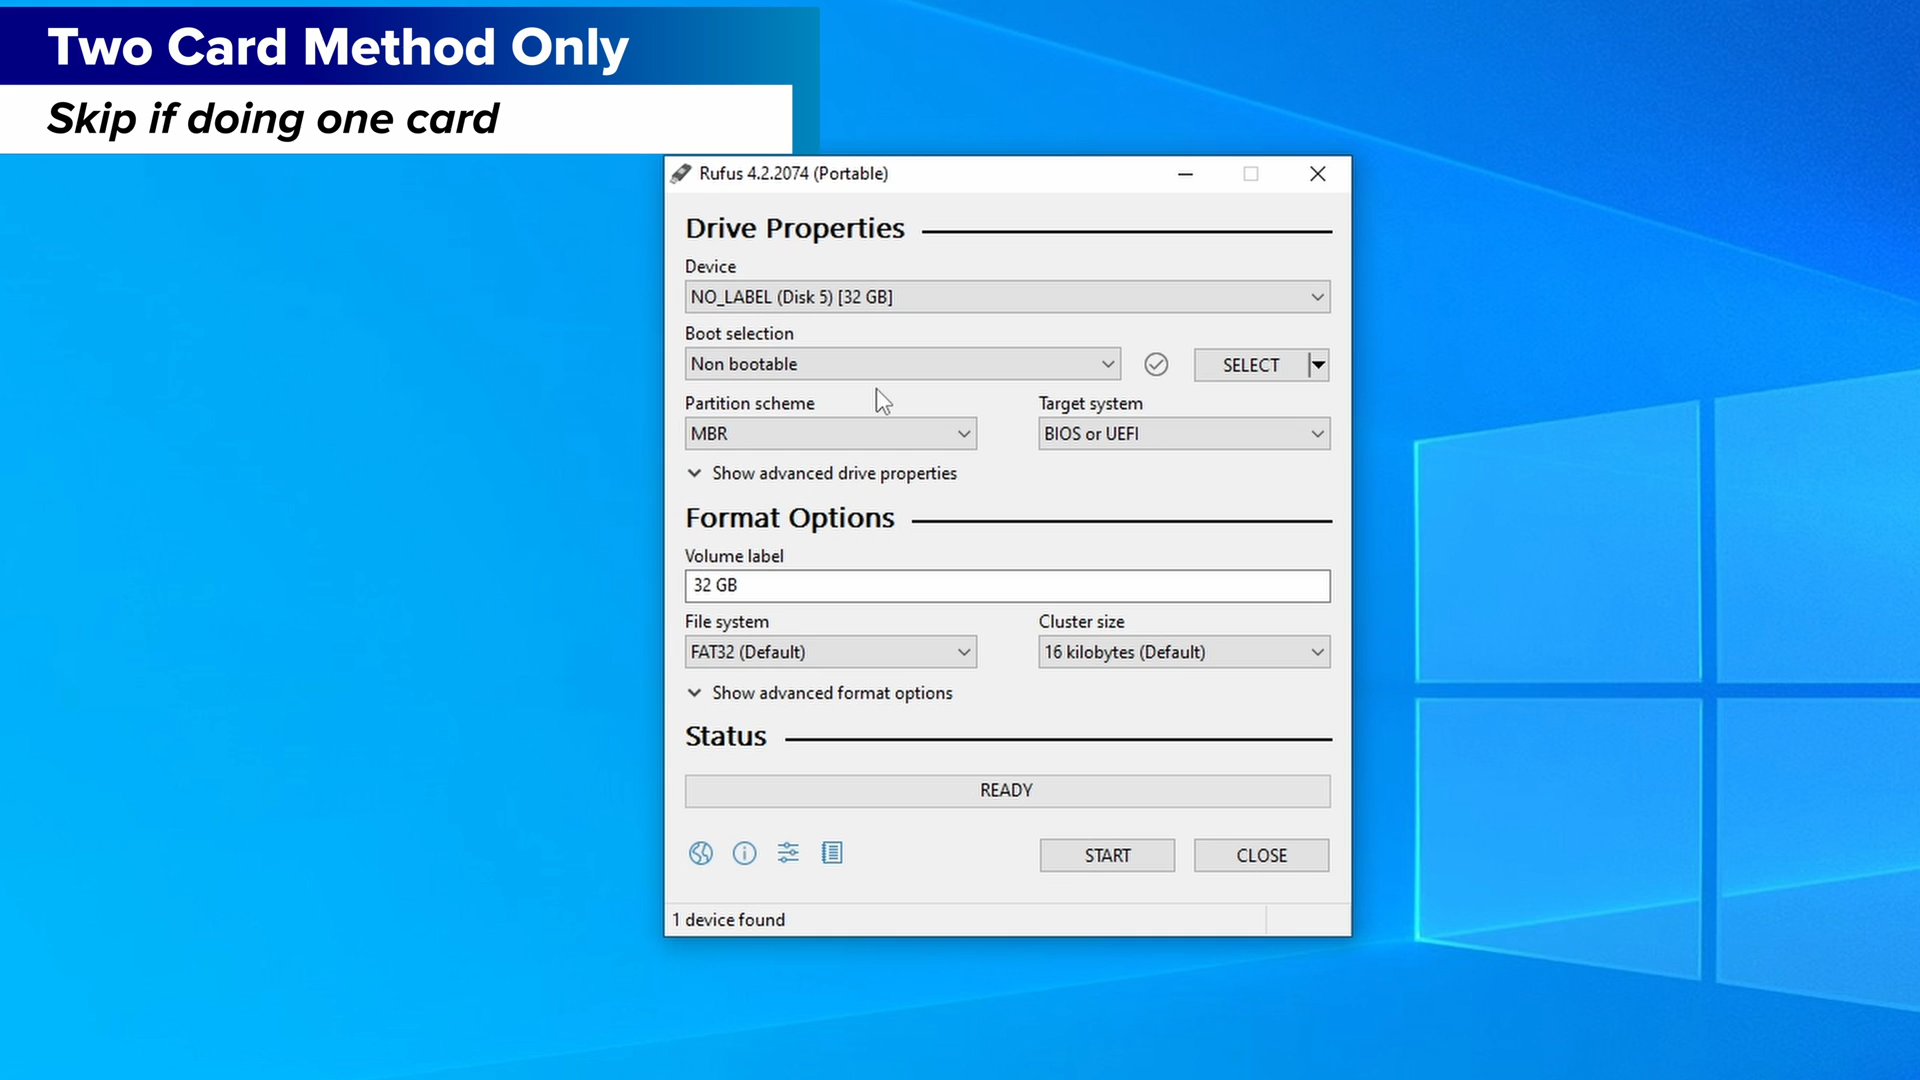 Two Card Method Only
Skip if doing one card
Rufus 4.2.2074 (Portable)
Drive Properties
Device
NO_LABEL (Disk 5) [32 GB]
Boot selection
Non bootable
SELECT
Partition scheme
Target system
MBR
BIOS or UEFI
Show advanced drive properties
Format Options
Volume label
32 GB
File system
Cluster size
FAT32 (Default)
16 kilobytes (Default)
Show advanced format options
Status
READY
START
CLOSE
1 device found